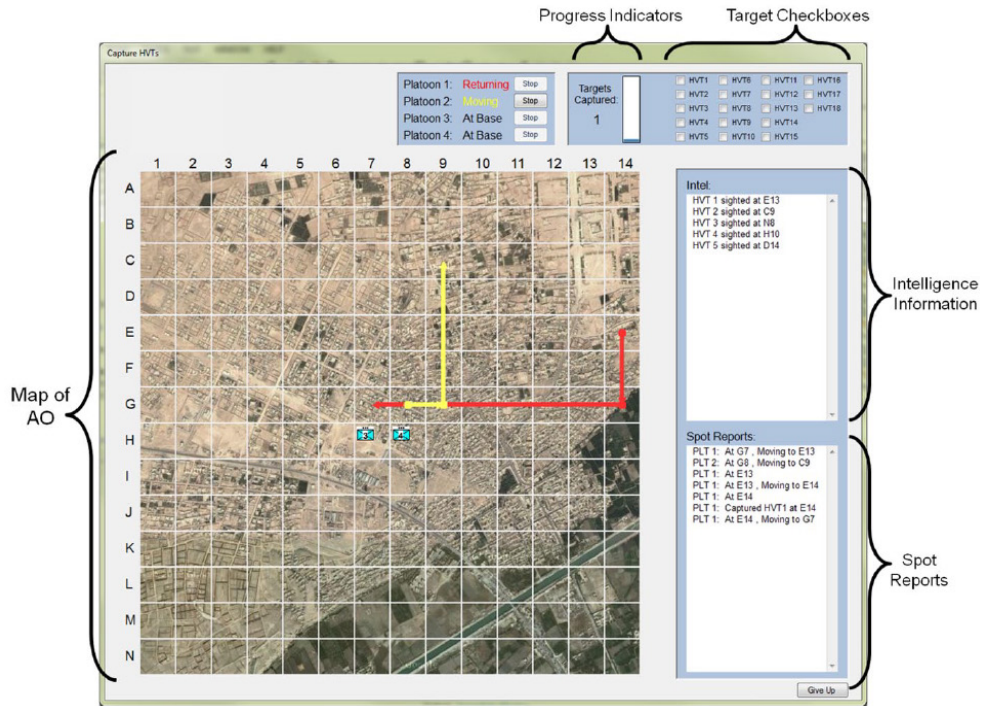 Progress Indicators
Target Checkboxes
Capture HVTs
Platoon 1: Returning Stop
Platoon 2: Moving Stop
Platoon 3: At Base Stop
Platoon 4: At Base Stop
Targets
Captured:
1
HVT1 HVT6 HVT11 HVT16
HVT2 HVT7 HVT12 HVT17
HVT3 HVT8 HVT13 HVT18
HVT4 HVT9 HVT14
HVT5 HVT10 HVT15
1 2 3 4 5 6 7 8 9 10 11 12 13 14
A
B
C
D
E
F
G
H
I
J
K
L
M
N
3 4
Map of
AO
Intel:
HVT 1 sighted at E13
HVT 2 sighted at C9
HVT 3 sighted at N8
HVT 4 sighted at H10
HVT 5 sighted at D14
Intelligence
Information
Spot Reports:
PLT 1: At G7 , Moving to E13
PLT 2: At G8 , Moving to C9
PLT 1: At E13
PLT 1: At E13 , Moving to E14
PLT 1: At E14
PLT 1: Captured HVT1 at E14
PLT 1: At E14 , Moving to G7
Spot
Reports
Give Up